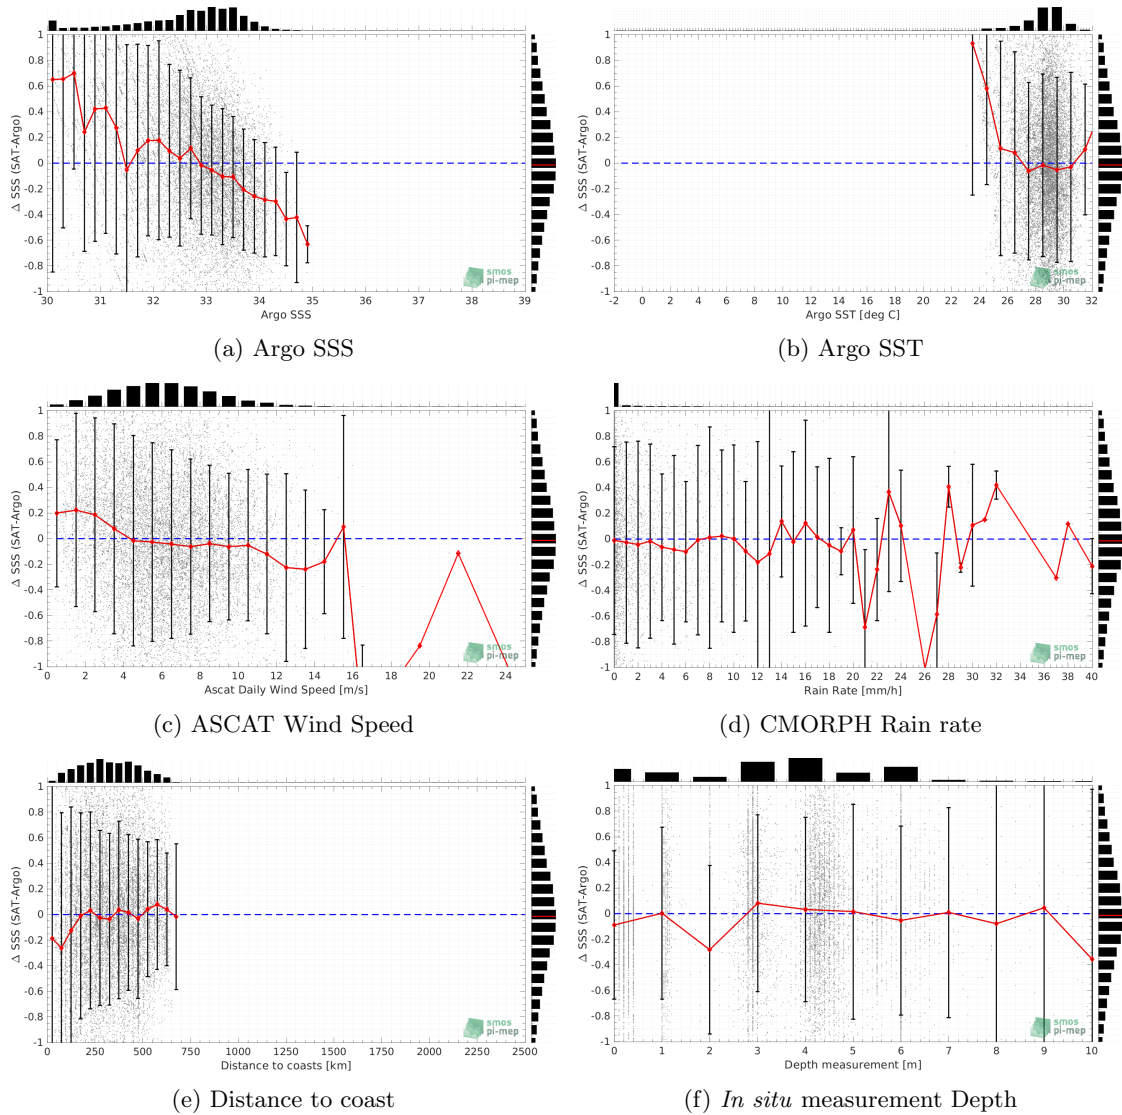 1
0.8
0.6
0.4
0.2
0
-0.2
-0.4
-0.6
-0.8
-1
Δ SSS (SAT-Argo)
30 31 32 33 34 35 36 37 38 39
Argo SSS
smos
pi-mep
(a) Argo SSS
1
0.8
0.6
0.4
0.2
0
-0.2
-0.4
-0.6
-0.8
-1
Δ SSS (SAT-Argo)
-2 0 2 4 6 8 10 12 14 16 18 20 22 24 26 28 30 32
Argo SST [deg C]
smos
pi-mep
(b) Argo SST
1
0.8
0.6
0.4
0.2
0
-0.2
-0.4
-0.6
-0.8
-1
Δ SSS (SAT-Argo)
0 2 4 6 8 10 12 14 16 18 20 22 24
Ascat Daily Wind Speed [m/s]
smos
pi-mep
(c) ASCAT Wind Speed
1
0.8
0.6
0.4
0.2
0
-0.2
-0.4
-0.6
-0.8
-1
Δ SSS (SAT-Argo)
0 2 4 6 8 10 12 14 16 18 20 22 24 26 28 30 32 34 36 38 40
Rain Rate [mm/h]
smos
pi-mep
(d) CMORPH Rain rate
1
0.8
0.6
0.4
0.2
0
-0.2
-0.4
-0.6
-0.8
-1
Δ SSS (SAT-Argo)
0 250 500 750 1000 1250 1500 1750 2000 2250 2500
Distance to coasts [km]
smos
pi-mep
(e) Distance to coast
1
0.8
0.6
0.4
0.2
0
-0.2
-0.4
-0.6
-0.8
-1
Δ SSS (SAT-Argo)
0 1 2 3 4 5 6 7 8 9 10
Depth measurement [m]
smos
pi-mep
(f) In situ measurement Depth